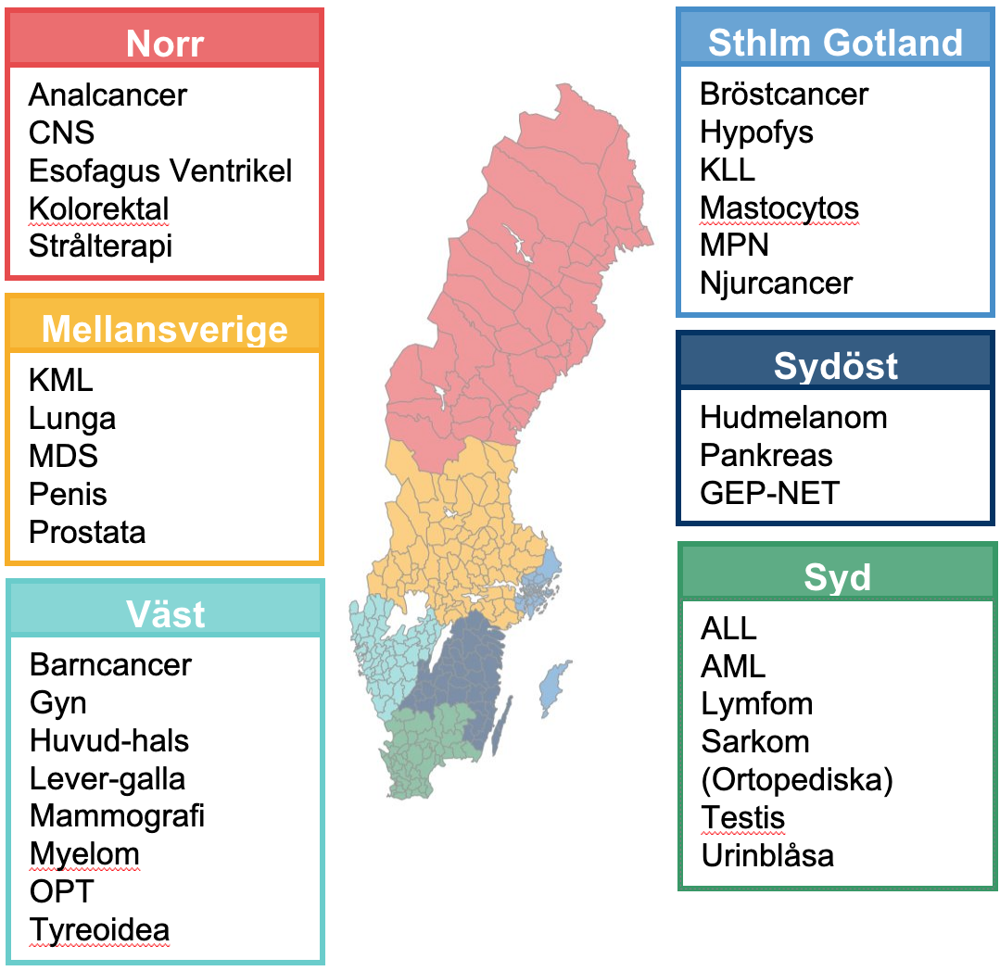 Norr
Analcancer
CNS
Esofagus Ventrikel
Kolorektal
Strålterapi
Mellansverige
KML
Lunga
MDS
Penis
Prostata
Väst
Barncancer
Gyn
Huvud-hals
Lever-galla
Mammografi
Myelom
OPT
Tyreoidea
Sthlm Gotland
Bröstcancer
Hypofys
KLL
Mastocytos
MPN
Njurcancer
Sydöst
Hudmelanom
Pankreas
GEP-NET
Syd
ALL
AML
Lymfom
Sarkom
(Ortopediska)
Testis
Urinblåsa